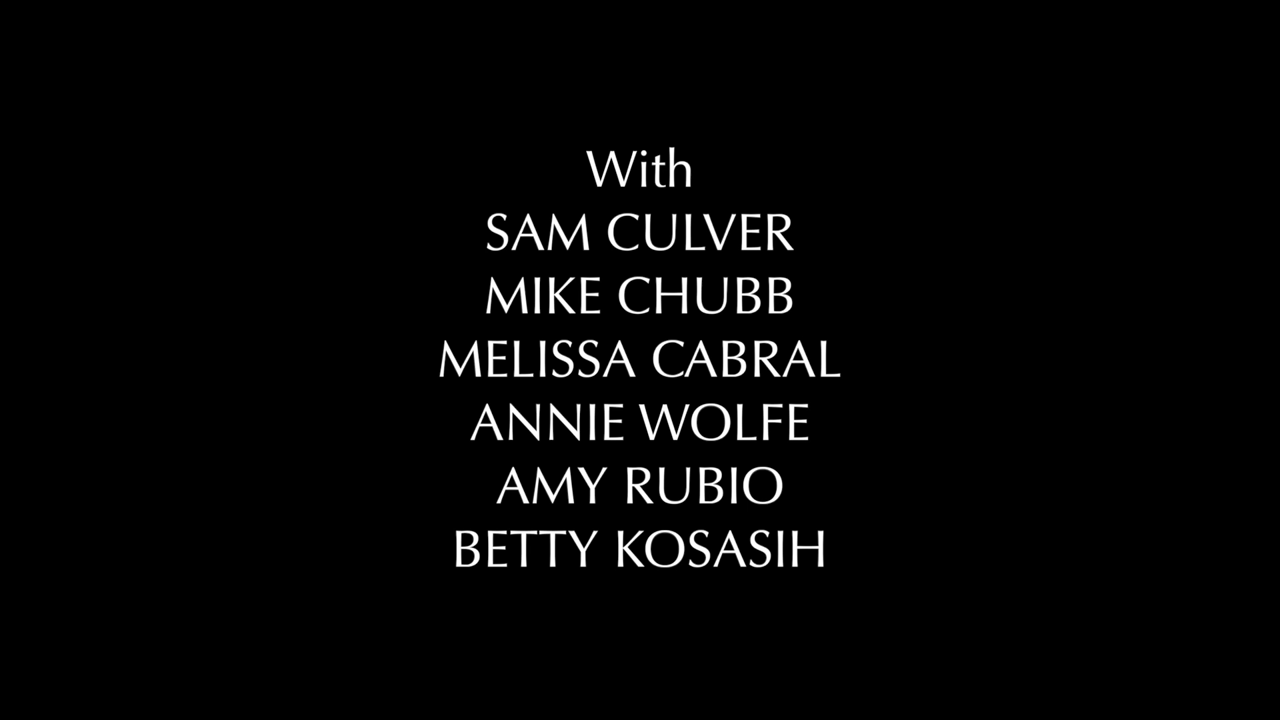 With
SAM CULVER
MIKE CHUBB
MELISSA CABRAL
ANNIE WOLFE
AMY RUBIO
BETTY KOSASIH